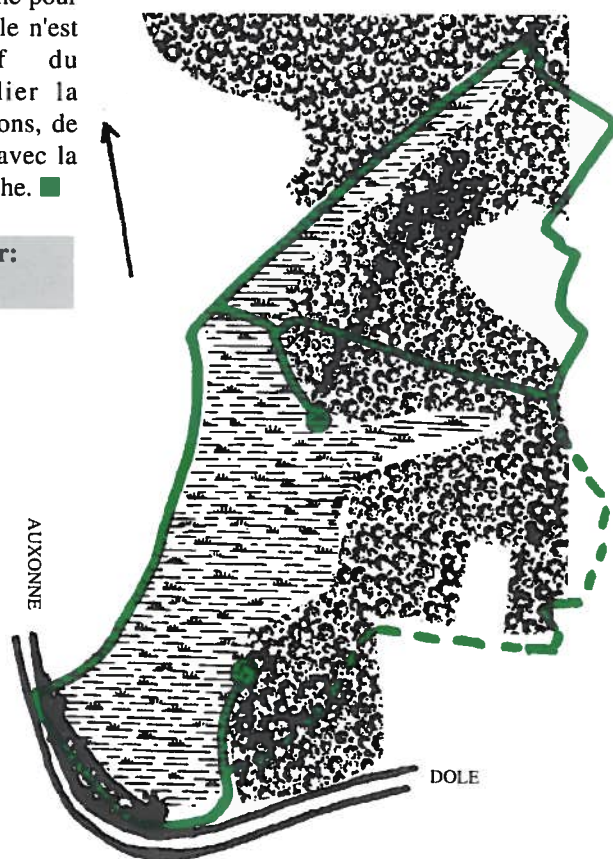 le n'est
f du
lier la
ons, de
avec la
he.
r:
AUXONNE
DOLE